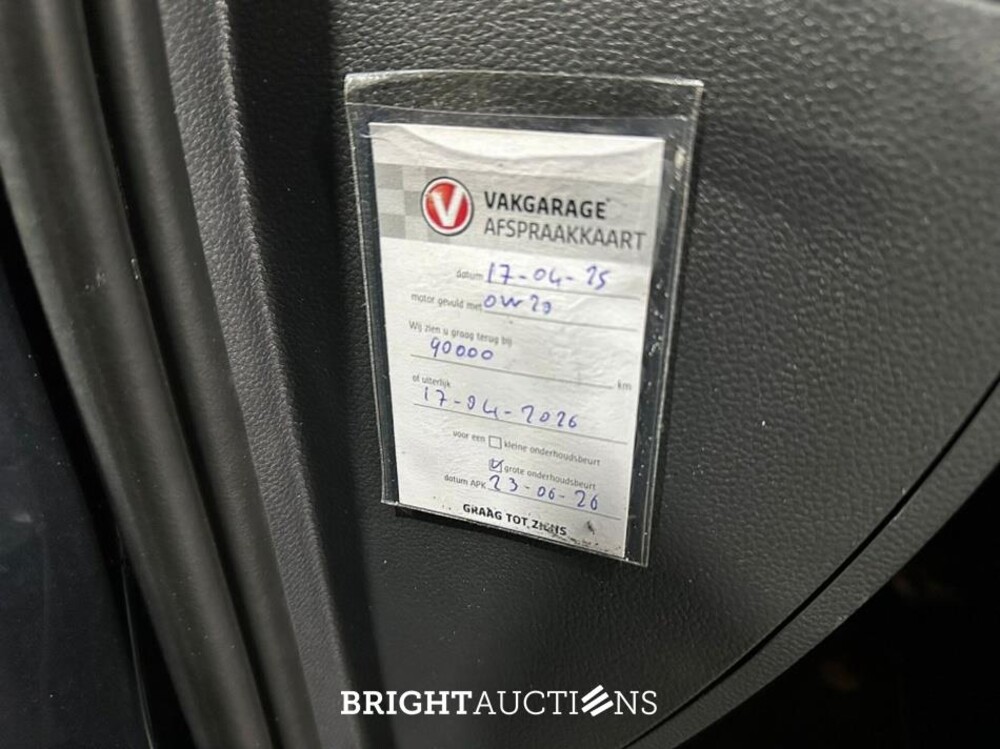 V
VAKGARAGE
AFSPRAAKKAART
datum 17-04-25
motor gevuld met 0W20
Wij zien u graag terug bij
90000 km
of uiterlijk
17-04-2026
voor een kleine onderhoudsbeurt
grote onderhoudsbeurt
datum APK 23-06-26
GRAAG TOT ZIENS
BRIGHTAUCTIONS